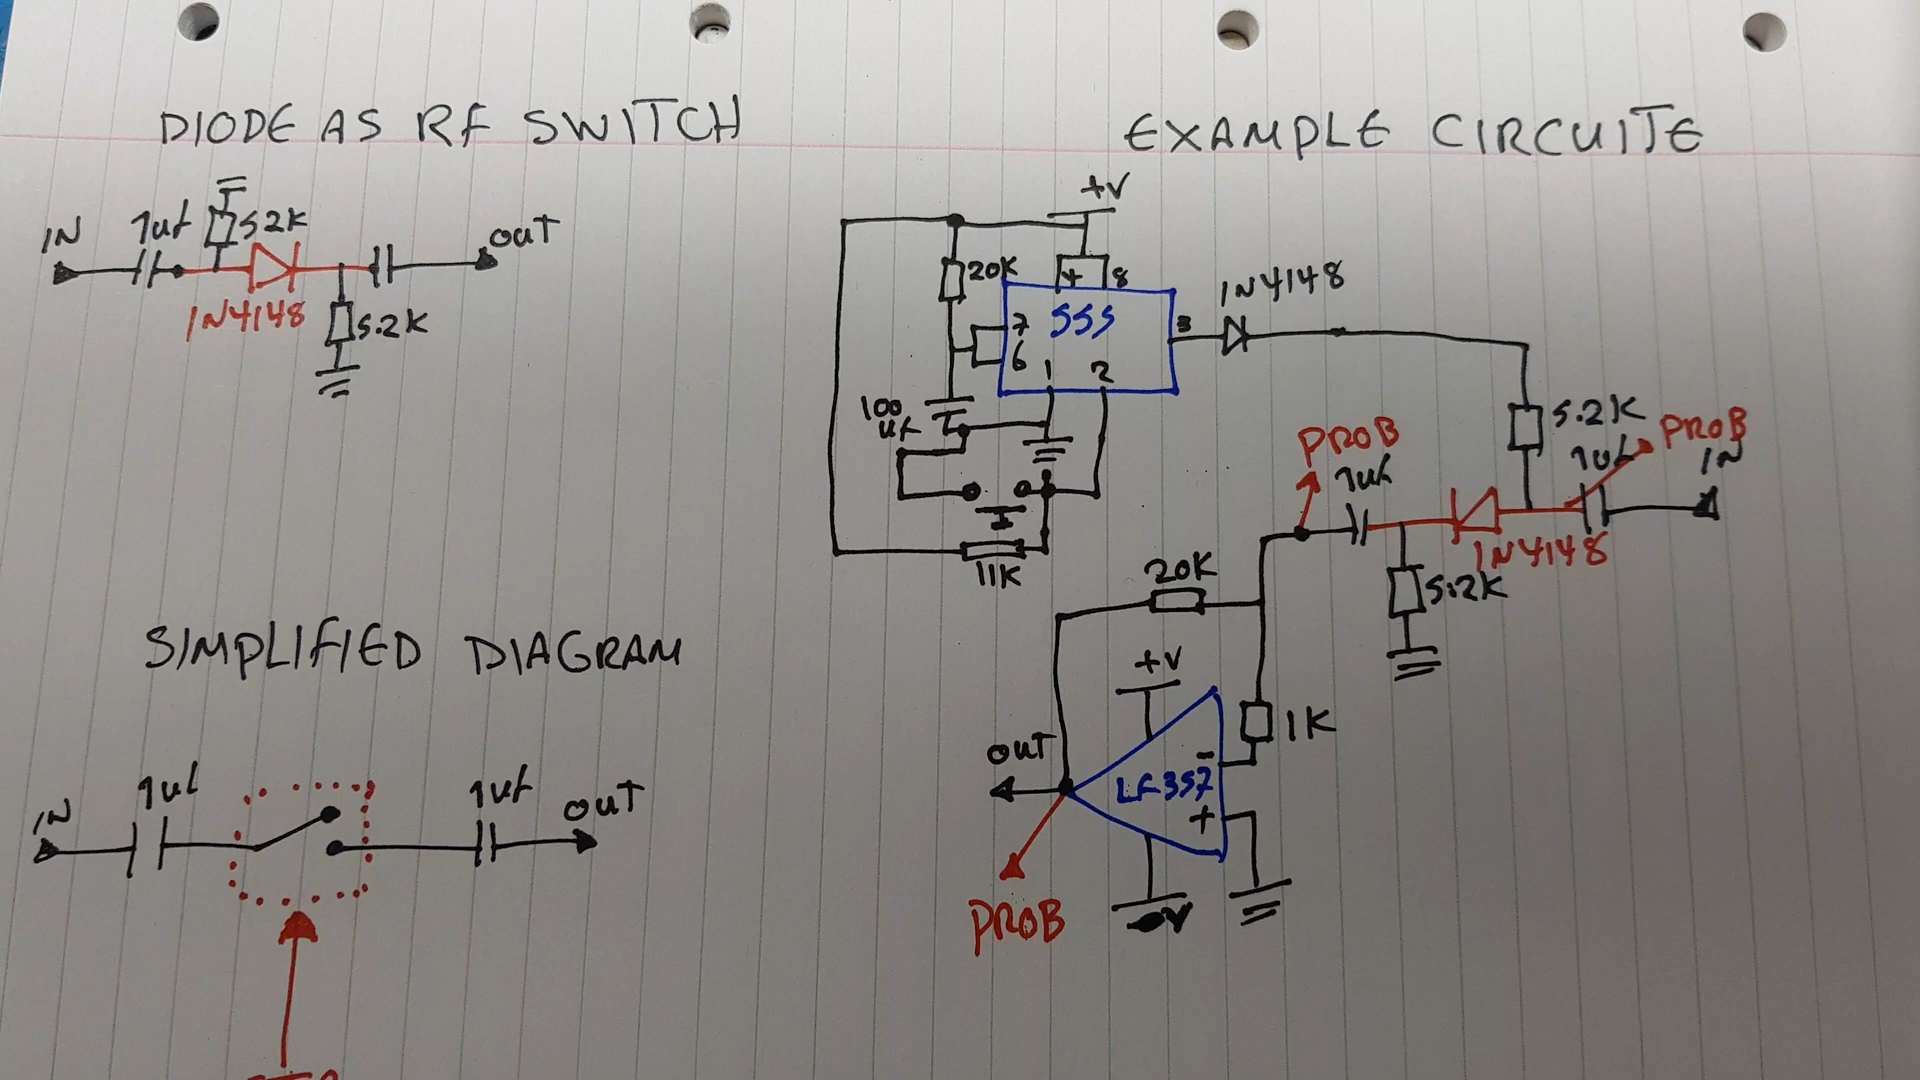 DIODE AS RF SWITCH
IN
1uf
52K
OUT
1N4148
5.2K
SIMPLIFIED DIAGRAM
IN
1uf
1uf
OUT
EXAMPLE CIRCUITE
+V
20K
4
8
1N4148
7
555
3
6
1
2
100
uf
11K
5.2K
PROB
1uf
PROB
1uf
IN
1N4148
5.2K
20K
+V
1K
OUT
-
LF357
+
PROB
-V